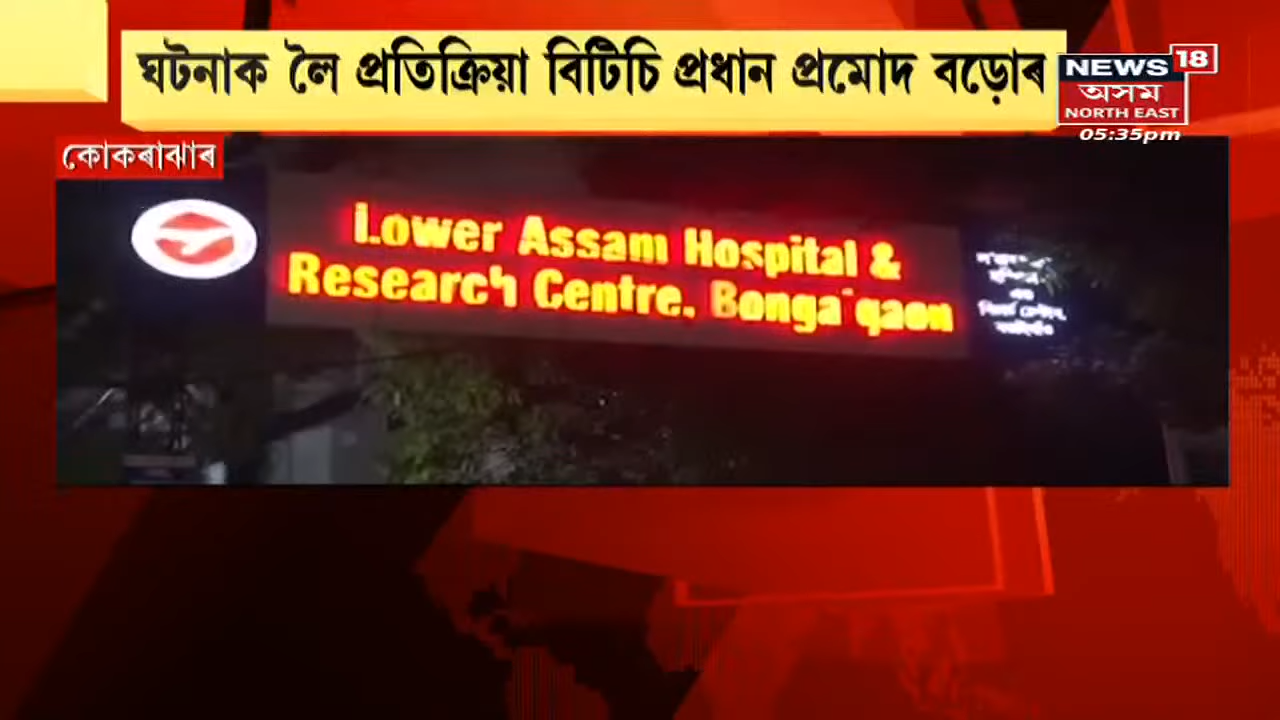 ঘটনাক লৈ প্ৰতিক্ৰিয়া বিটিচি প্ৰধান প্ৰমোদ বড়োৰ
NEWS 18
অসম
NORTH EAST
05:35pm
কোকৰাঝাৰ
Lower Assam Hospital &
Research Centre, Bongaigaon